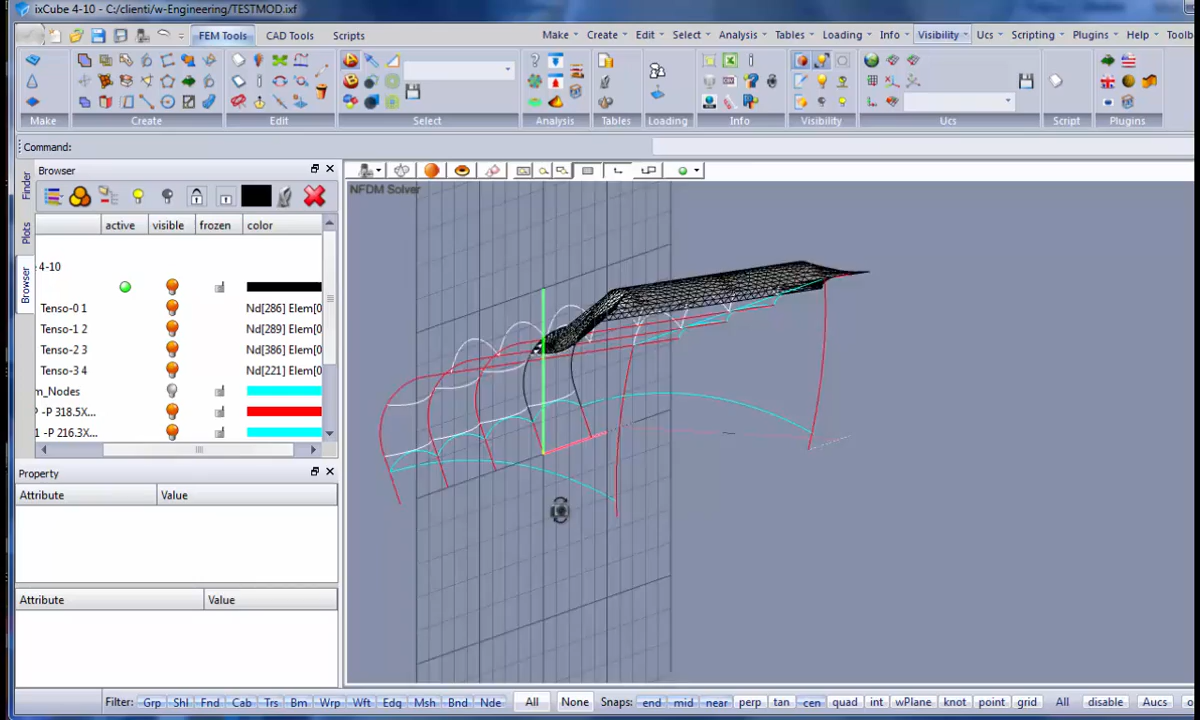 ixCube 4-10 - C:/clienti/w-Engineering/TESTMOD.ixf
FEM Tools CAD Tools Scripts
Make Create Edit Select Analysis Tables Loading Info Visibility Ucs Scripting Plugins Help Toolb
Make Create Edit Select Analysis Tables Loading Info Visibility Ucs Script Plugins
Command:
Finder
Plots
Browser
Browser
active visible frozen color
e 4-10
Tenso-0 1 Nd[286] Elem[0
Tenso-1 2 Nd[289] Elem[0
Tenso-2 3 Nd[386] Elem[0
Tenso-3 4 Nd[221] Elem[0
m_Nodes
P -P 318.5X...
1 -P 216.3X...
Property
Attribute Value
Attribute Value
NFDM Solver
Filter: Grp Shl Fnd Cab Trs Bm Wrp Wft Edq Msh Bnd Nde All None Snaps: end mid near perp tan cen quad int wPlane knot point grid All disable Aucs